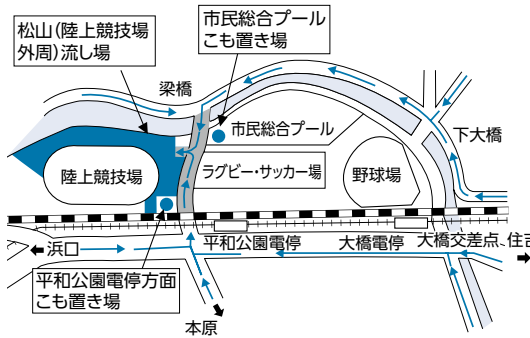 松山(陸上競技場
外周)流し場
市民総合プール
こも置き場
梁橋
市民総合プール
下大橋
陸上競技場
ラグビー・サッカー場
野球場
浜口
平和公園電停
大橋電停
大橋交差点、住吉
平和公園電停方面
こも置き場
本原